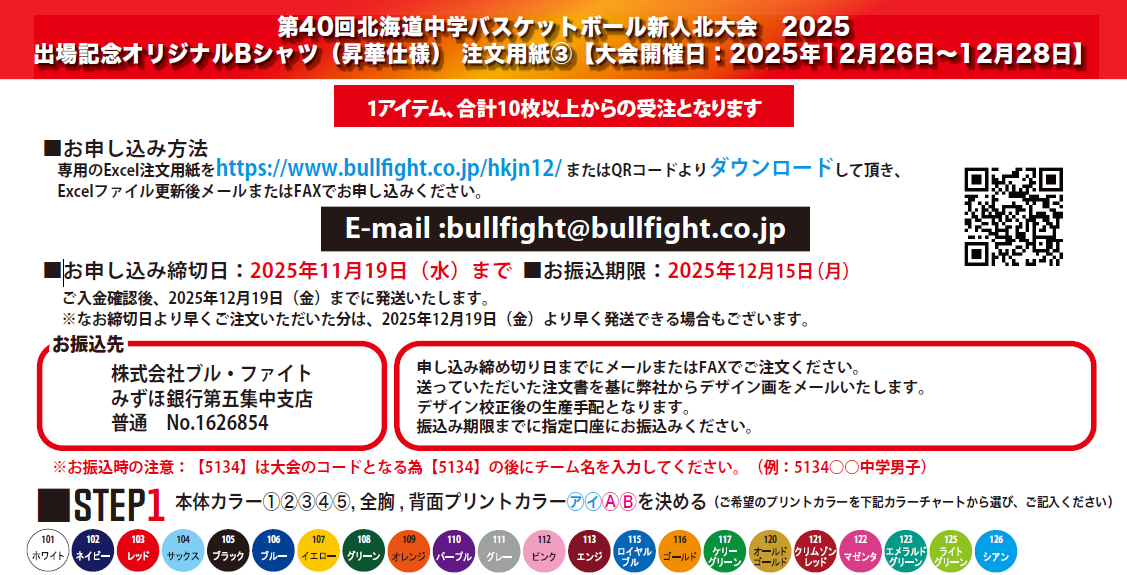 第40回北海道中学バスケットボール新人北大会　2025
出場記念オリジナルBシャツ（昇華仕様）　注文用紙③【大会開催日：2025年12月26日～12月28日】
1アイテム、合計10枚以上からの受注となります
■お申し込み方法
専用のExcel注文用紙をhttps://www.bullfight.co.jp/hkjn12/ またはQRコードよりダウンロードして頂き、
Excelファイル更新後メールまたはFAXでお申し込みください。
E-mail :bullfight@bullfight.co.jp
■お申し込み締切日：2025年11月19日（水）まで　■お振込期限：2025年12月15日（月）
ご入金確認後、2025年12月19日（金）までに発送いたします。
※なお締切日より早くご注文いただいた分は、2025年12月19日（金）より早く発送できる場合もございます。
お振込先
株式会社ブル・ファイト
みずほ銀行第五集中支店
普通　No.1626854
申し込み締め切り日までにメールまたはFAXでご注文ください。
送っていただいた注文書を基に弊社からデザイン画をメールいたします。
デザイン校正後の生産手配となります。
振込み期限までに指定口座にお振込みください。
※お振込時の注意：【5134】は大会のコードとなる為【5134】の後にチーム名を入力してください。（例：5134○○中学男子）
■STEP1 本体カラー①②③④⑤, 全胸 , 背面プリントカラー㋐㋑ⒶⒷを決める（ご希望のプリントカラーを下記カラーチャートから選び、ご記入ください）
101 ホワイト
102 ネイビー
103 レッド
104 サックス
105 ブラック
106 ブルー
107 イエロー
108 グリーン
109 オレンジ
110 パープル
111 グレー
112 ピンク
113 エンジ
115 ロイヤルブル
116 ゴールド
117 ケリーグリーン
120 オールドゴールド
121 クリムゾンレッド
122 マゼンタ
123 エメラルドグリーン
125 ライトグリーン
126 シアン